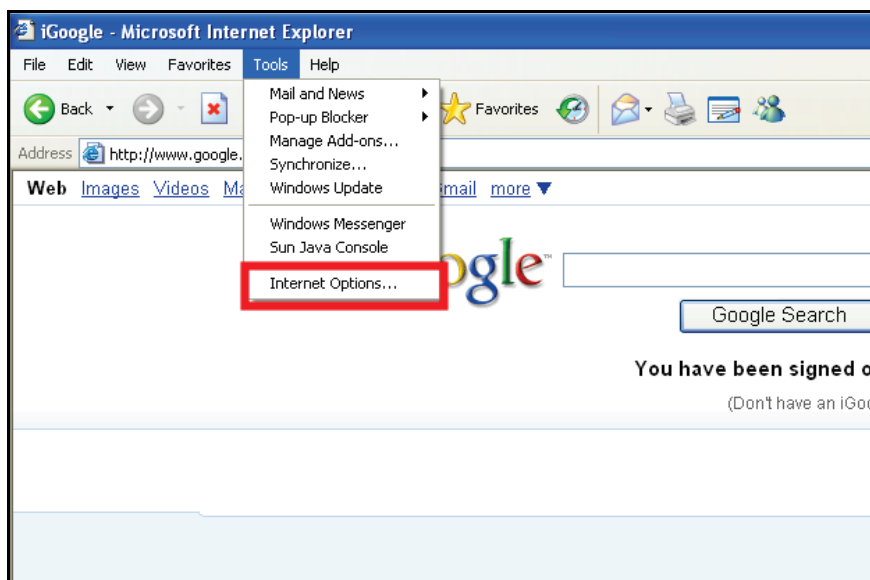 iGoogle - Microsoft Internet Explorer
File Edit View Favorites Tools Help
Back Favorites
Mail and News
Pop-up Blocker
Manage Add-ons...
Address http://www.google.
Synchronize...
Web Images Videos Windows Update more
Windows Messenger
Sun Java Console
Internet Options...
Google Search
You have been signed
(Don't have an